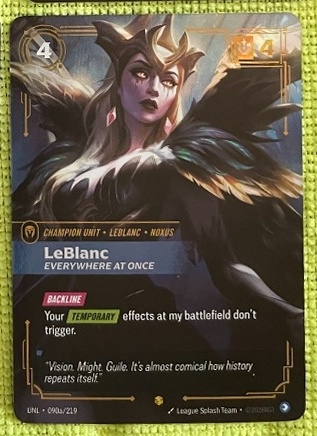 4
4
CHAMPION UNIT • LEBLANC • NOXUS
LeBlanc
EVERYWHERE AT ONCE
BACKLINE
Your TEMPORARY effects at my battlefield don't
trigger.
"Vision. Might. Guile. It's almost comical how history
repeats itself."
UNL • 090a/219 League Splash Team